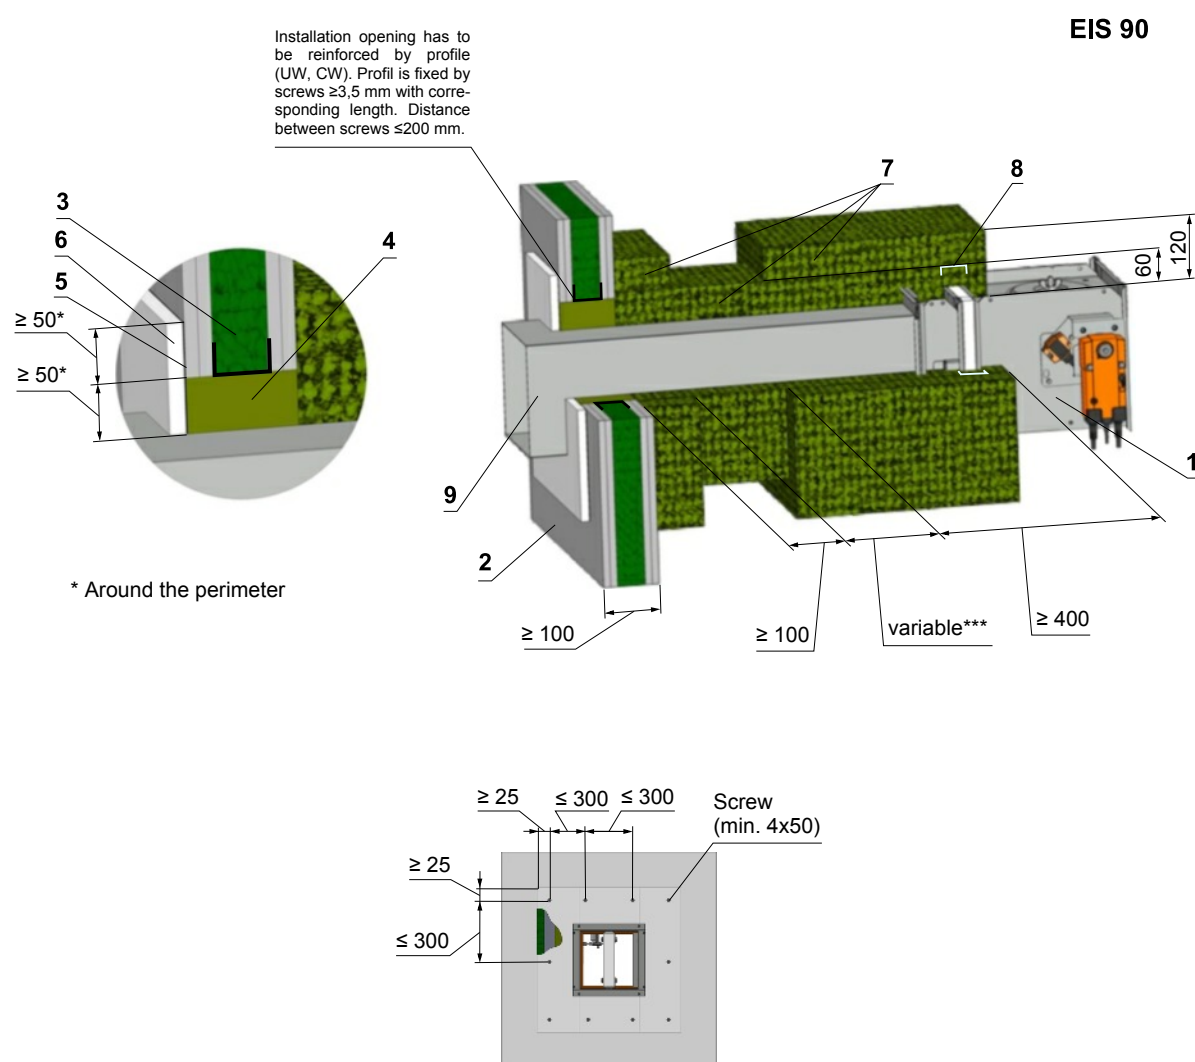 EIS 90
Installation opening has to
be reinforced by profile
(UW, CW). Profil is fixed by
screws ≥3,5 mm with corre-
sponding length. Distance
between screws ≤200 mm.
3
6
5
4
≥ 50*
≥ 50*
* Around the perimeter
7
8
60
120
1
9
2
≥ 100
≥ 100
variable***
≥ 400
≥ 25
≤ 300
≤ 300
Screw
(min. 4x50)
≥ 25
≤ 300